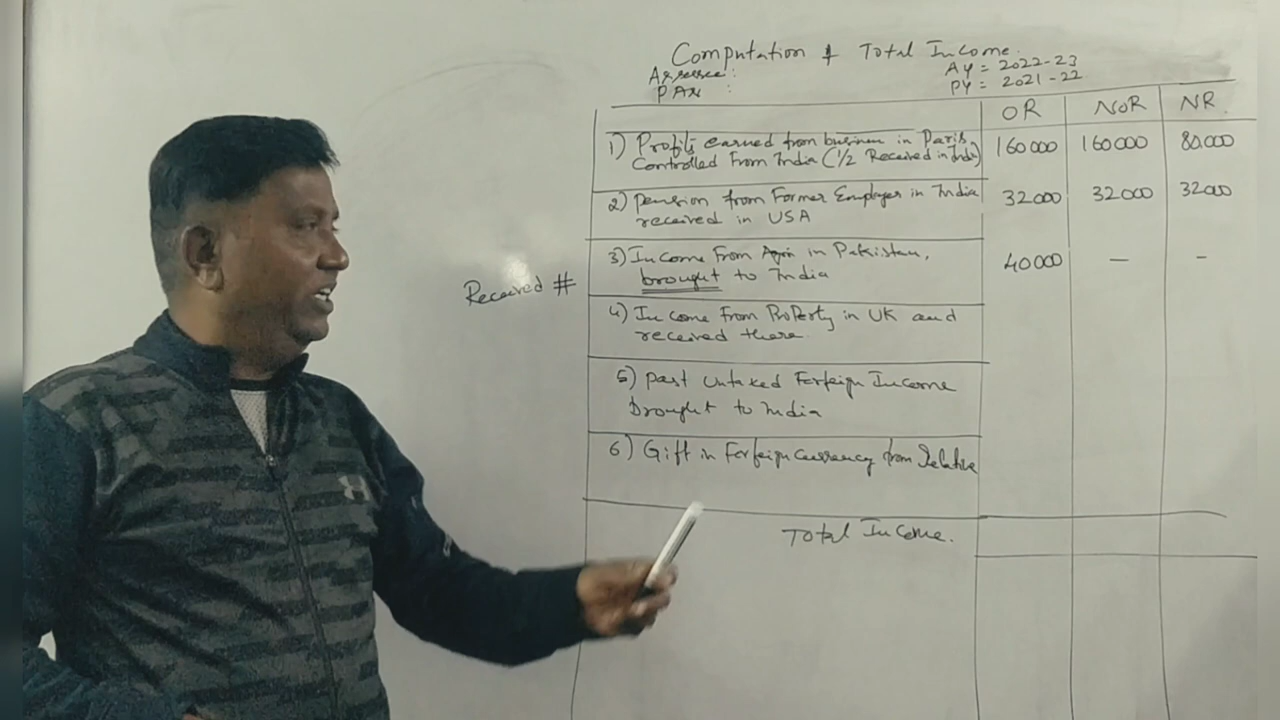 Computation of Total Income.
Assessee:
AY = 2022-23
PAN :
PY = 2021-22
OR NOR NR.
1) Profits earned from business in Paris, 160000 160000 80000
Controlled From India (1/2 Received in India)
2) Pension from Former Employer in India 32000 32000 32000
received in USA
3) Income From Agri in Pakistan, 40000 — -
Received # brought to India
4) Income From Property in UK and
received there.
5) Past Untaxed Forfeign Income
Brought to India
6) Gift in Forfeign Currency from Relative
Total Income.